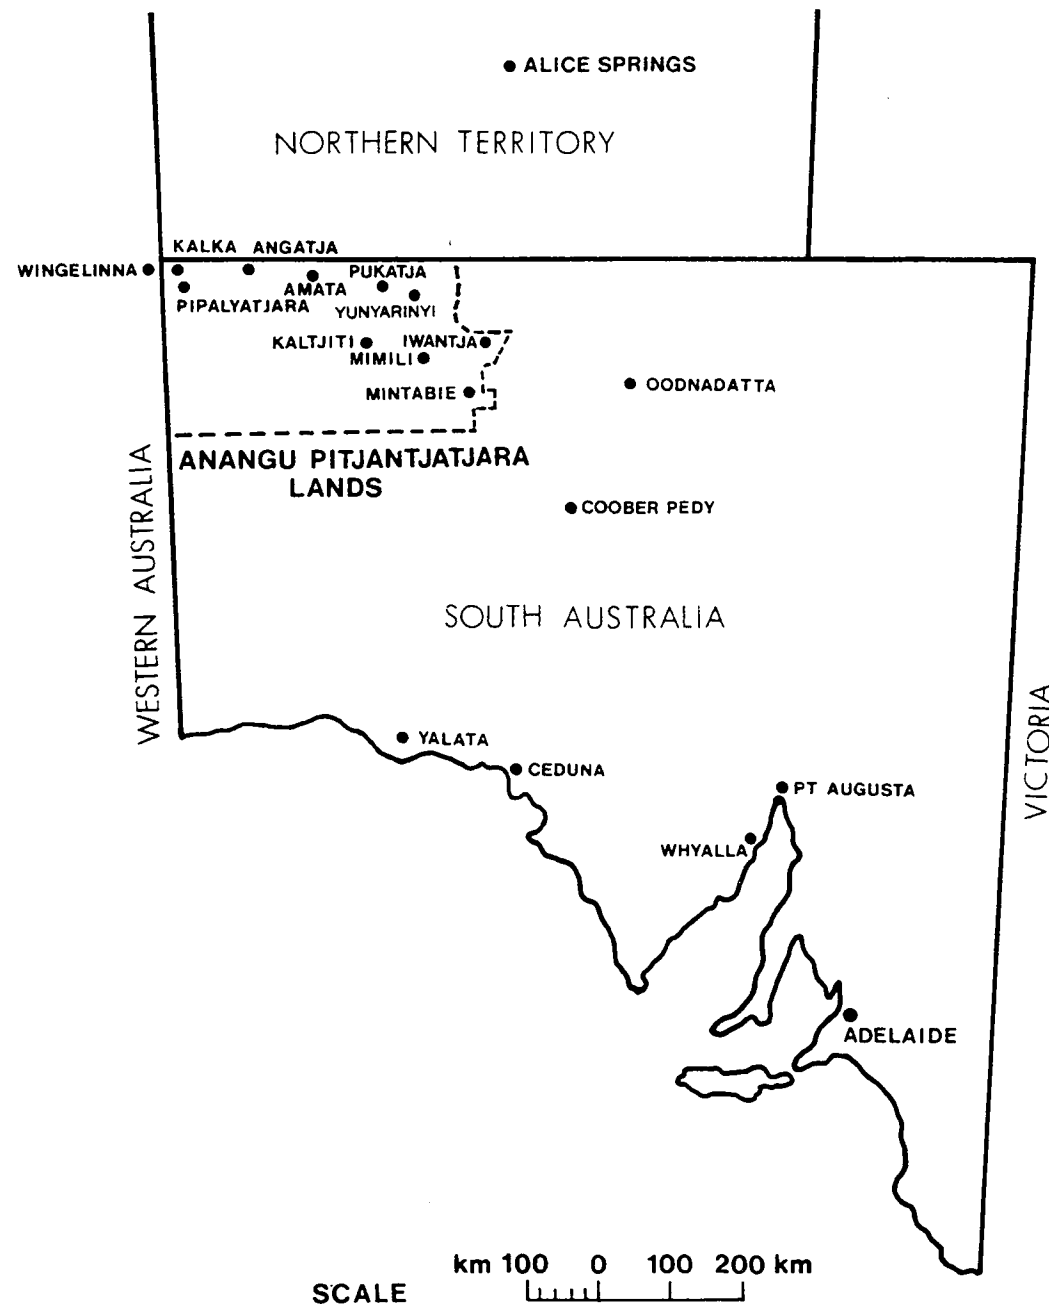 ALICE SPRINGS
NORTHERN TERRITORY
KALKA ANGATJA
WINGELINNA
PUKATJA
AMATA
PIPALYATJARA
YUNYARINYI
KALTJITI
IWANTJA
MIMILI
MINTABIE
OODNADATTA
ANANGU PITJANTJATJARA
LANDS
COOBER PEDY
WESTERN AUSTRALIA
SOUTH AUSTRALIA
VICTORIA
YALATA
CEDUNA
PT AUGUSTA
WHYALLA
ADELAIDE
km 100 0 100 200 km
SCALE